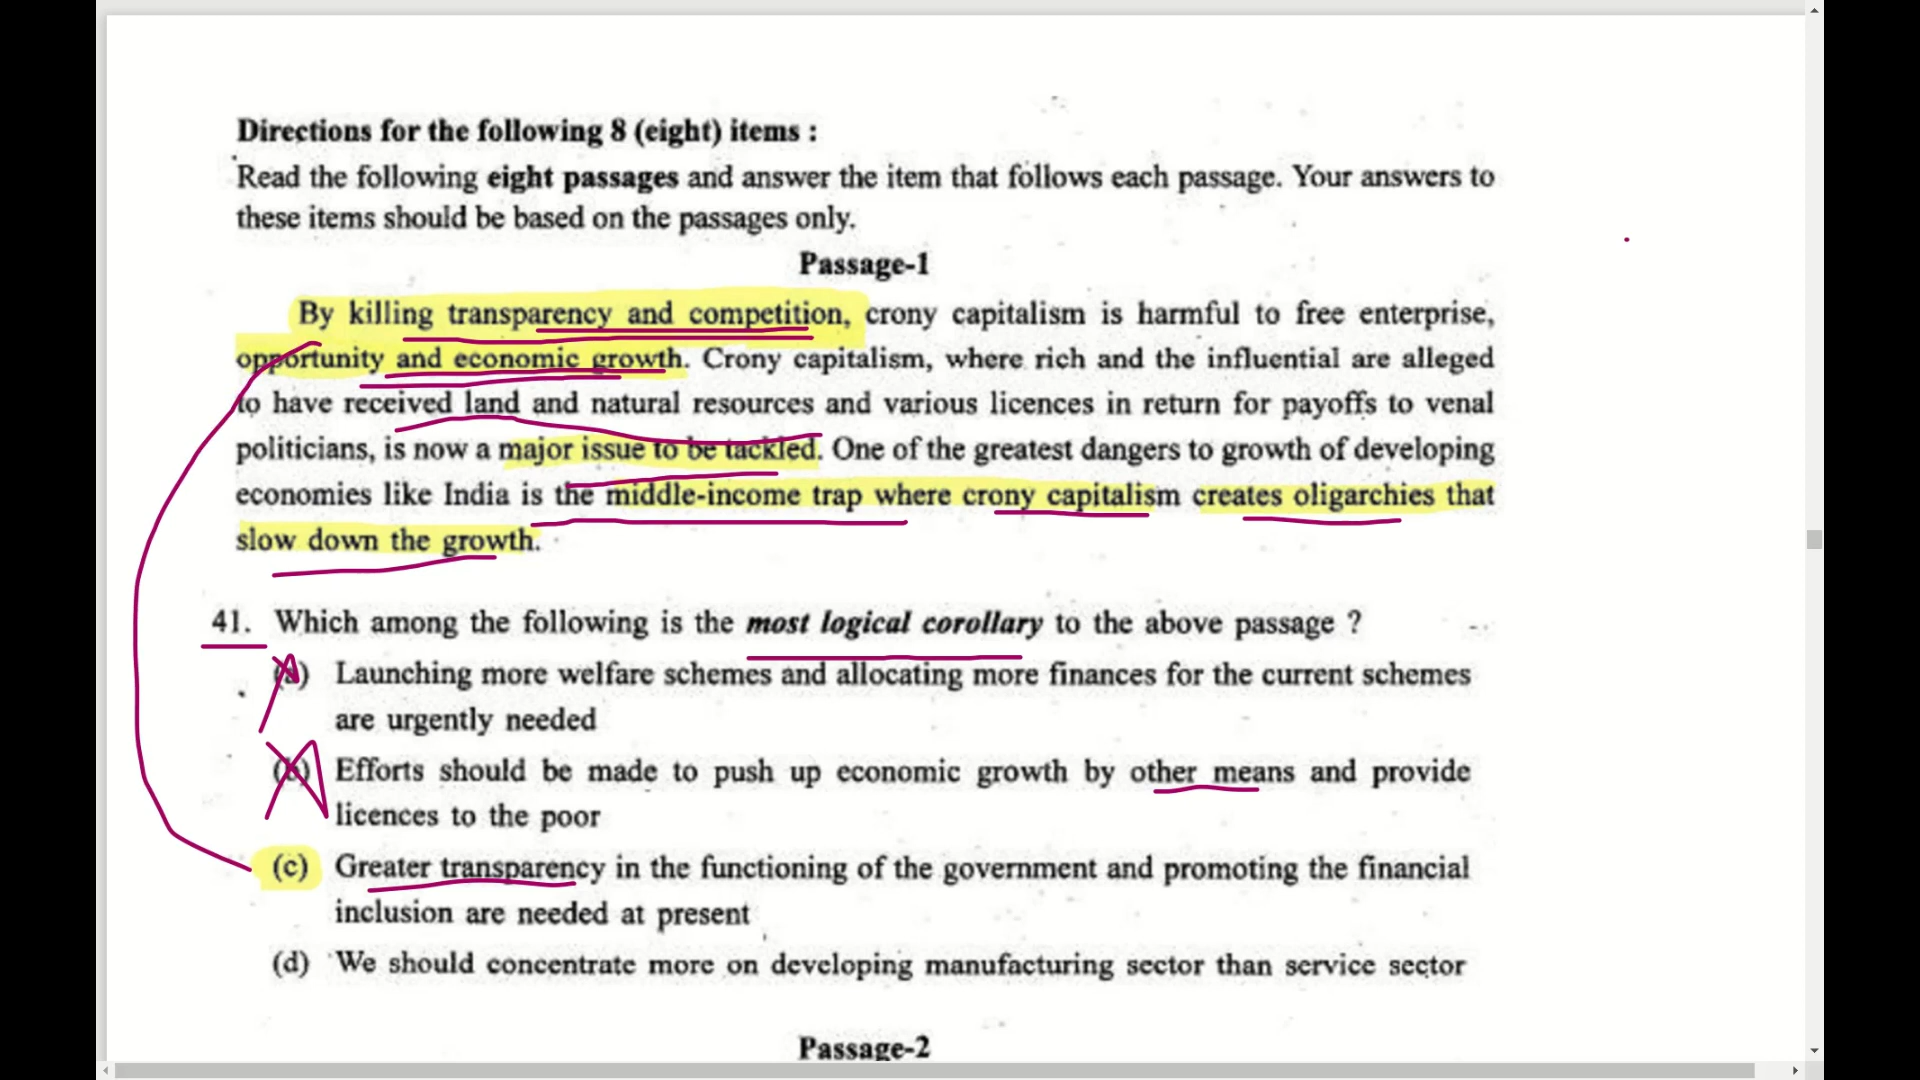 Directions for the following 8 (eight) items :
Read the following eight passages and answer the item that follows each passage. Your answers to
these items should be based on the passages only.
Passage-1
By killing transparency and competition, crony capitalism is harmful to free enterprise,
opportunity and economic growth. Crony capitalism, where rich and the influential are alleged
to have received land and natural resources and various licences in return for payoffs to venal
politicians, is now a major issue to be tackled. One of the greatest dangers to growth of developing
economies like India is the middle-income trap where crony capitalism creates oligarchies that
slow down the growth.
41. Which among the following is the most logical corollary to the above passage ?
(a) Launching more welfare schemes and allocating more finances for the current schemes
are urgently needed
(b) Efforts should be made to push up economic growth by other means and provide
licences to the poor
(c) Greater transparency in the functioning of the government and promoting the financial
inclusion are needed at present
(d) We should concentrate more on developing manufacturing sector than service sector
Passage-2